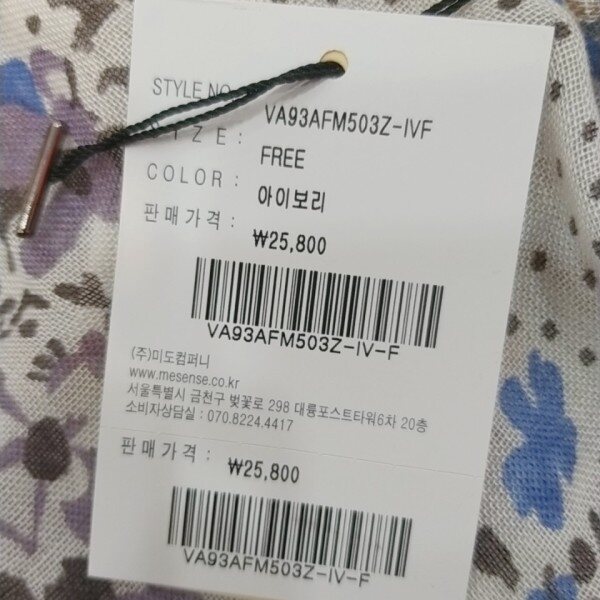 STYLE NO
VA93AFM503Z-IVF
SIZE :
FREE
COLOR :
아이보리
판매가격 :
₩25,800
VA93AFM503Z-IV-F
(주)미도컴퍼니
www.mesense.co.kr
서울특별시 금천구 벚꽃로 298 대륭포스트타워6차 20층
소비자상담실 : 070.8224.4417
판매가격 :
₩25,800
VA93AFM503Z-IV-F